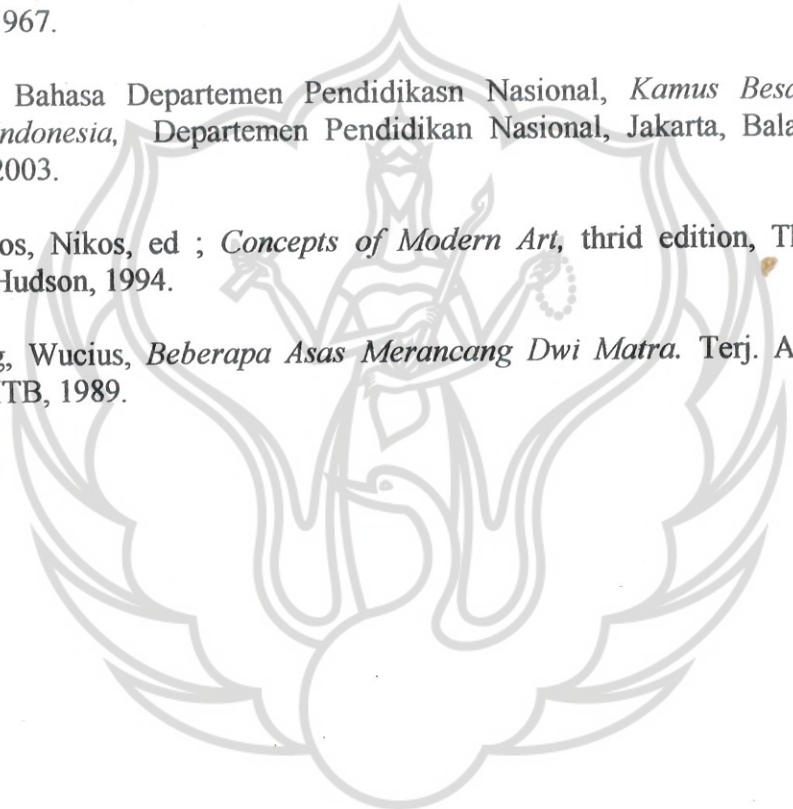 967.
Bahasa Departemen Pendidikasn Nasional, Kamus Besa
ndonesia, Departemen Pendidikan Nasional, Jakarta, Bala
2003.
os, Nikos, ed ; Concepts of Modern Art, thrid edition, Th
Hudson, 1994.
g, Wucius, Beberapa Asas Merancang Dwi Matra. Terj. A
ITB, 1989.